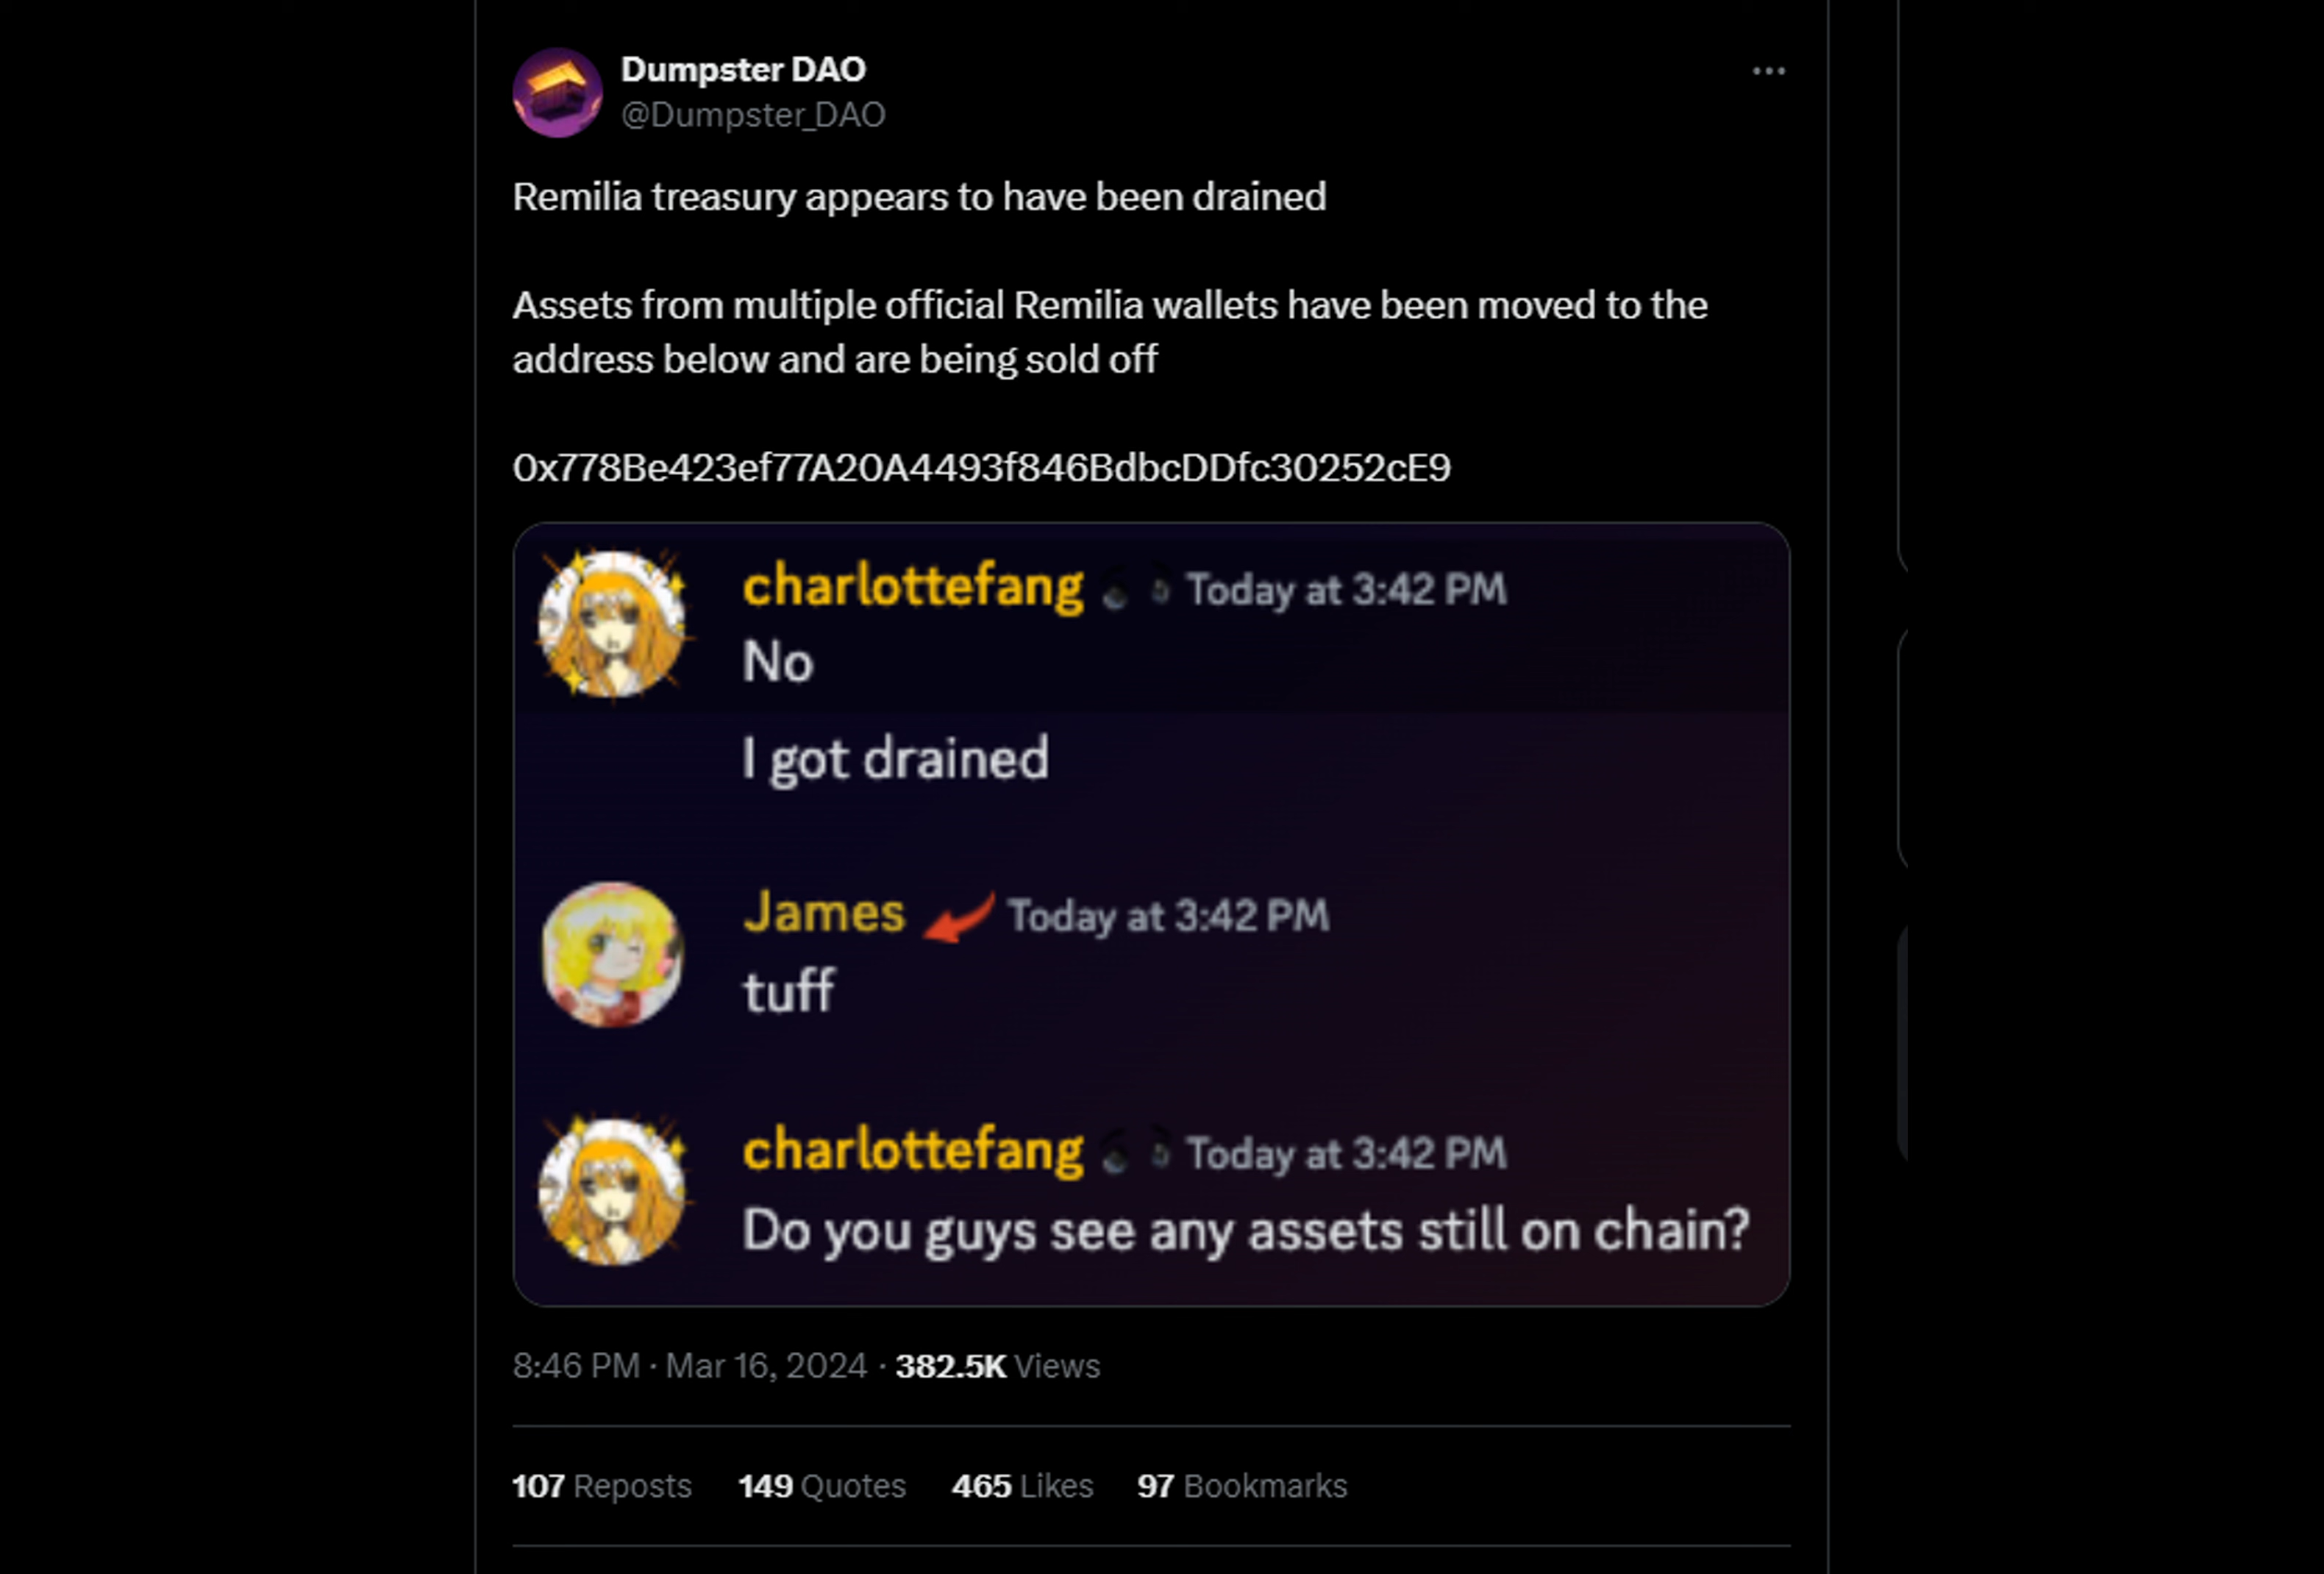 Dumpster DAO
@Dumpster_DAO
Remilia treasury appears to have been drained
Assets from multiple official Remilia wallets have been moved to the
address below and are being sold off
0x778Be423ef77A20A4493f846BdbcDDfc30252cE9
charlottefang Today at 3:42 PM
No
I got drained
James Today at 3:42 PM
tuff
charlottefang Today at 3:42 PM
Do you guys see any assets still on chain?
8:46 PM · Mar 16, 2024 · 382.5K Views
107 Reposts 149 Quotes 465 Likes 97 Bookmarks